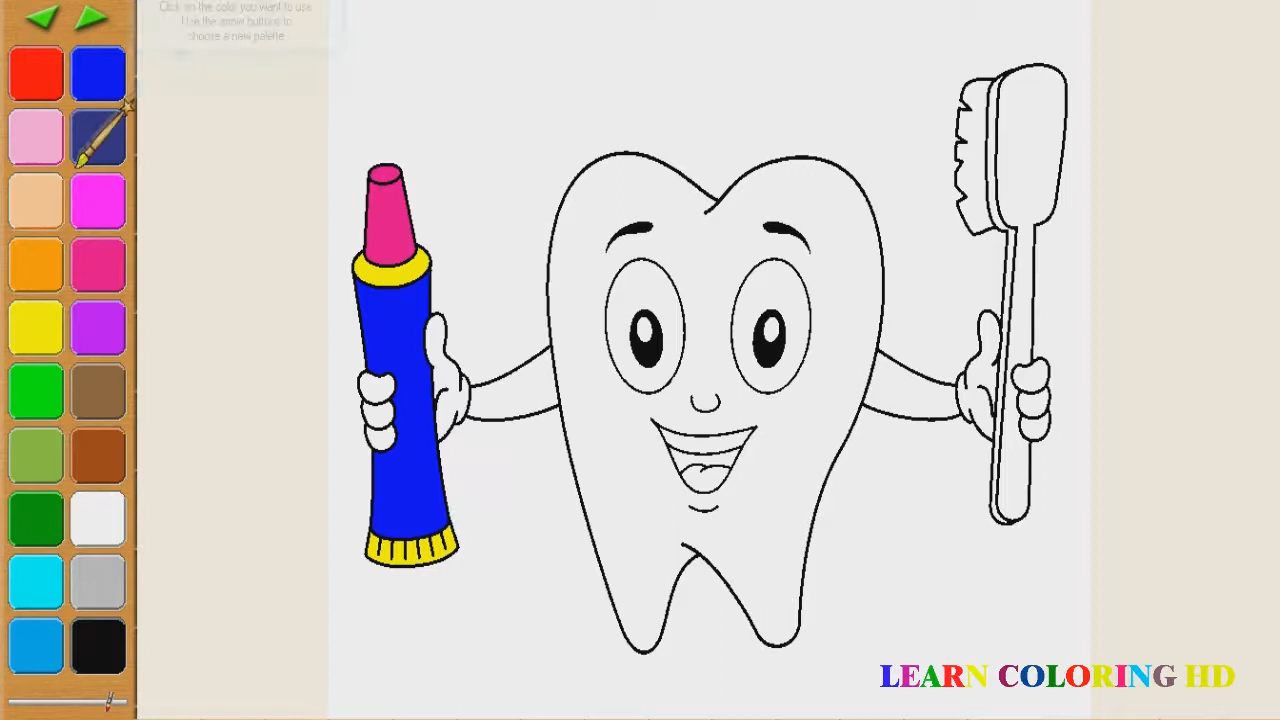 Click on the color you want to use
Use the arrow buttons to
choose a new palette
LEARN COLORING HD